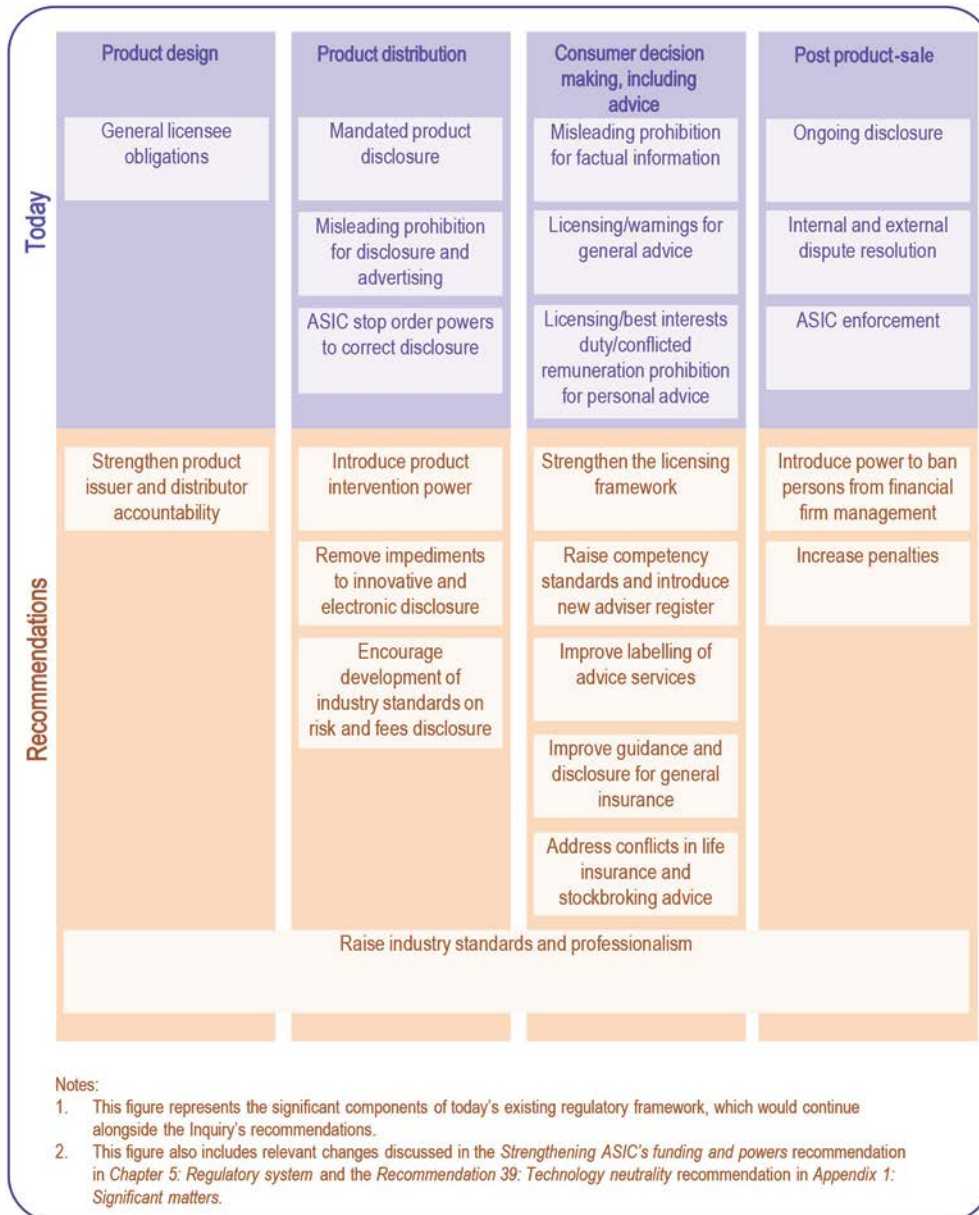 Product design
Product distribution
Consumer decision
making, including
advice
Post product-sale
Today
General licensee
obligations
Mandated product
disclosure
Misleading prohibition
for factual information
Ongoing disclosure
Misleading prohibition
for disclosure and
advertising
Licensing/warnings for
general advice
Internal and external
dispute resolution
ASIC stop order powers
to correct disclosure
Licensing/best interests
duty/conflicted
remuneration prohibition
for personal advice
ASIC enforcement
Recommendations
Strengthen product
issuer and distributor
accountability
Introduce product
intervention power
Strengthen the licensing
framework
Introduce power to ban
persons from financial
firm management
Remove impediments
to innovative and
electronic disclosure
Raise competency
standards and introduce
new adviser register
Increase penalties
Encourage
development of
industry standards on
risk and fees disclosure
Improve labelling of
advice services
Improve guidance and
disclosure for general
insurance
Address conflicts in life
insurance and
stockbroking advice
Raise industry standards and professionalism
Notes:
1. This figure represents the significant components of today's existing regulatory framework, which would continue
alongside the Inquiry's recommendations.
2. This figure also includes relevant changes discussed in the Strengthening ASIC's funding and powers recommendation
in Chapter 5: Regulatory system and the Recommendation 39: Technology neutrality recommendation in Appendix 1:
Significant matters.